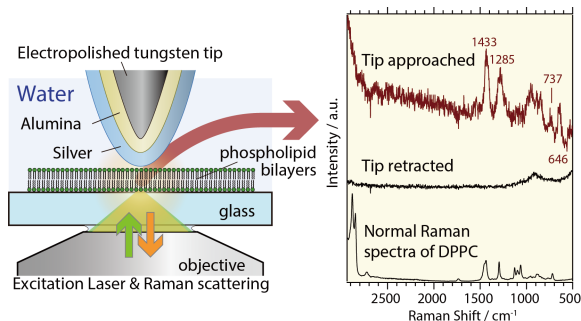 Electropolished tungsten tip
Water
Alumina
Silver
phospholipid
bilayers
glass
objective
Excitation Laser & Raman scattering
1433
1285
Tip approached
737
646
Tip retracted
Normal Raman
spectra of DPPC
Intensity / a.u.
2500
2000
1500
1000
500
Raman Shift / cm⁻¹